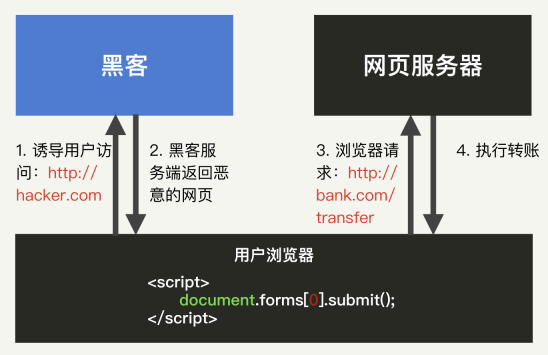 黑客
网页服务器
1. 诱导用户访
问：http://
hacker.com
2. 黑客服
务端返回恶
意的网页
3. 浏览器请
求：http://
bank.com/
transfer
4. 执行转账
用户浏览器
<script>
document.forms[0].submit();
</script>